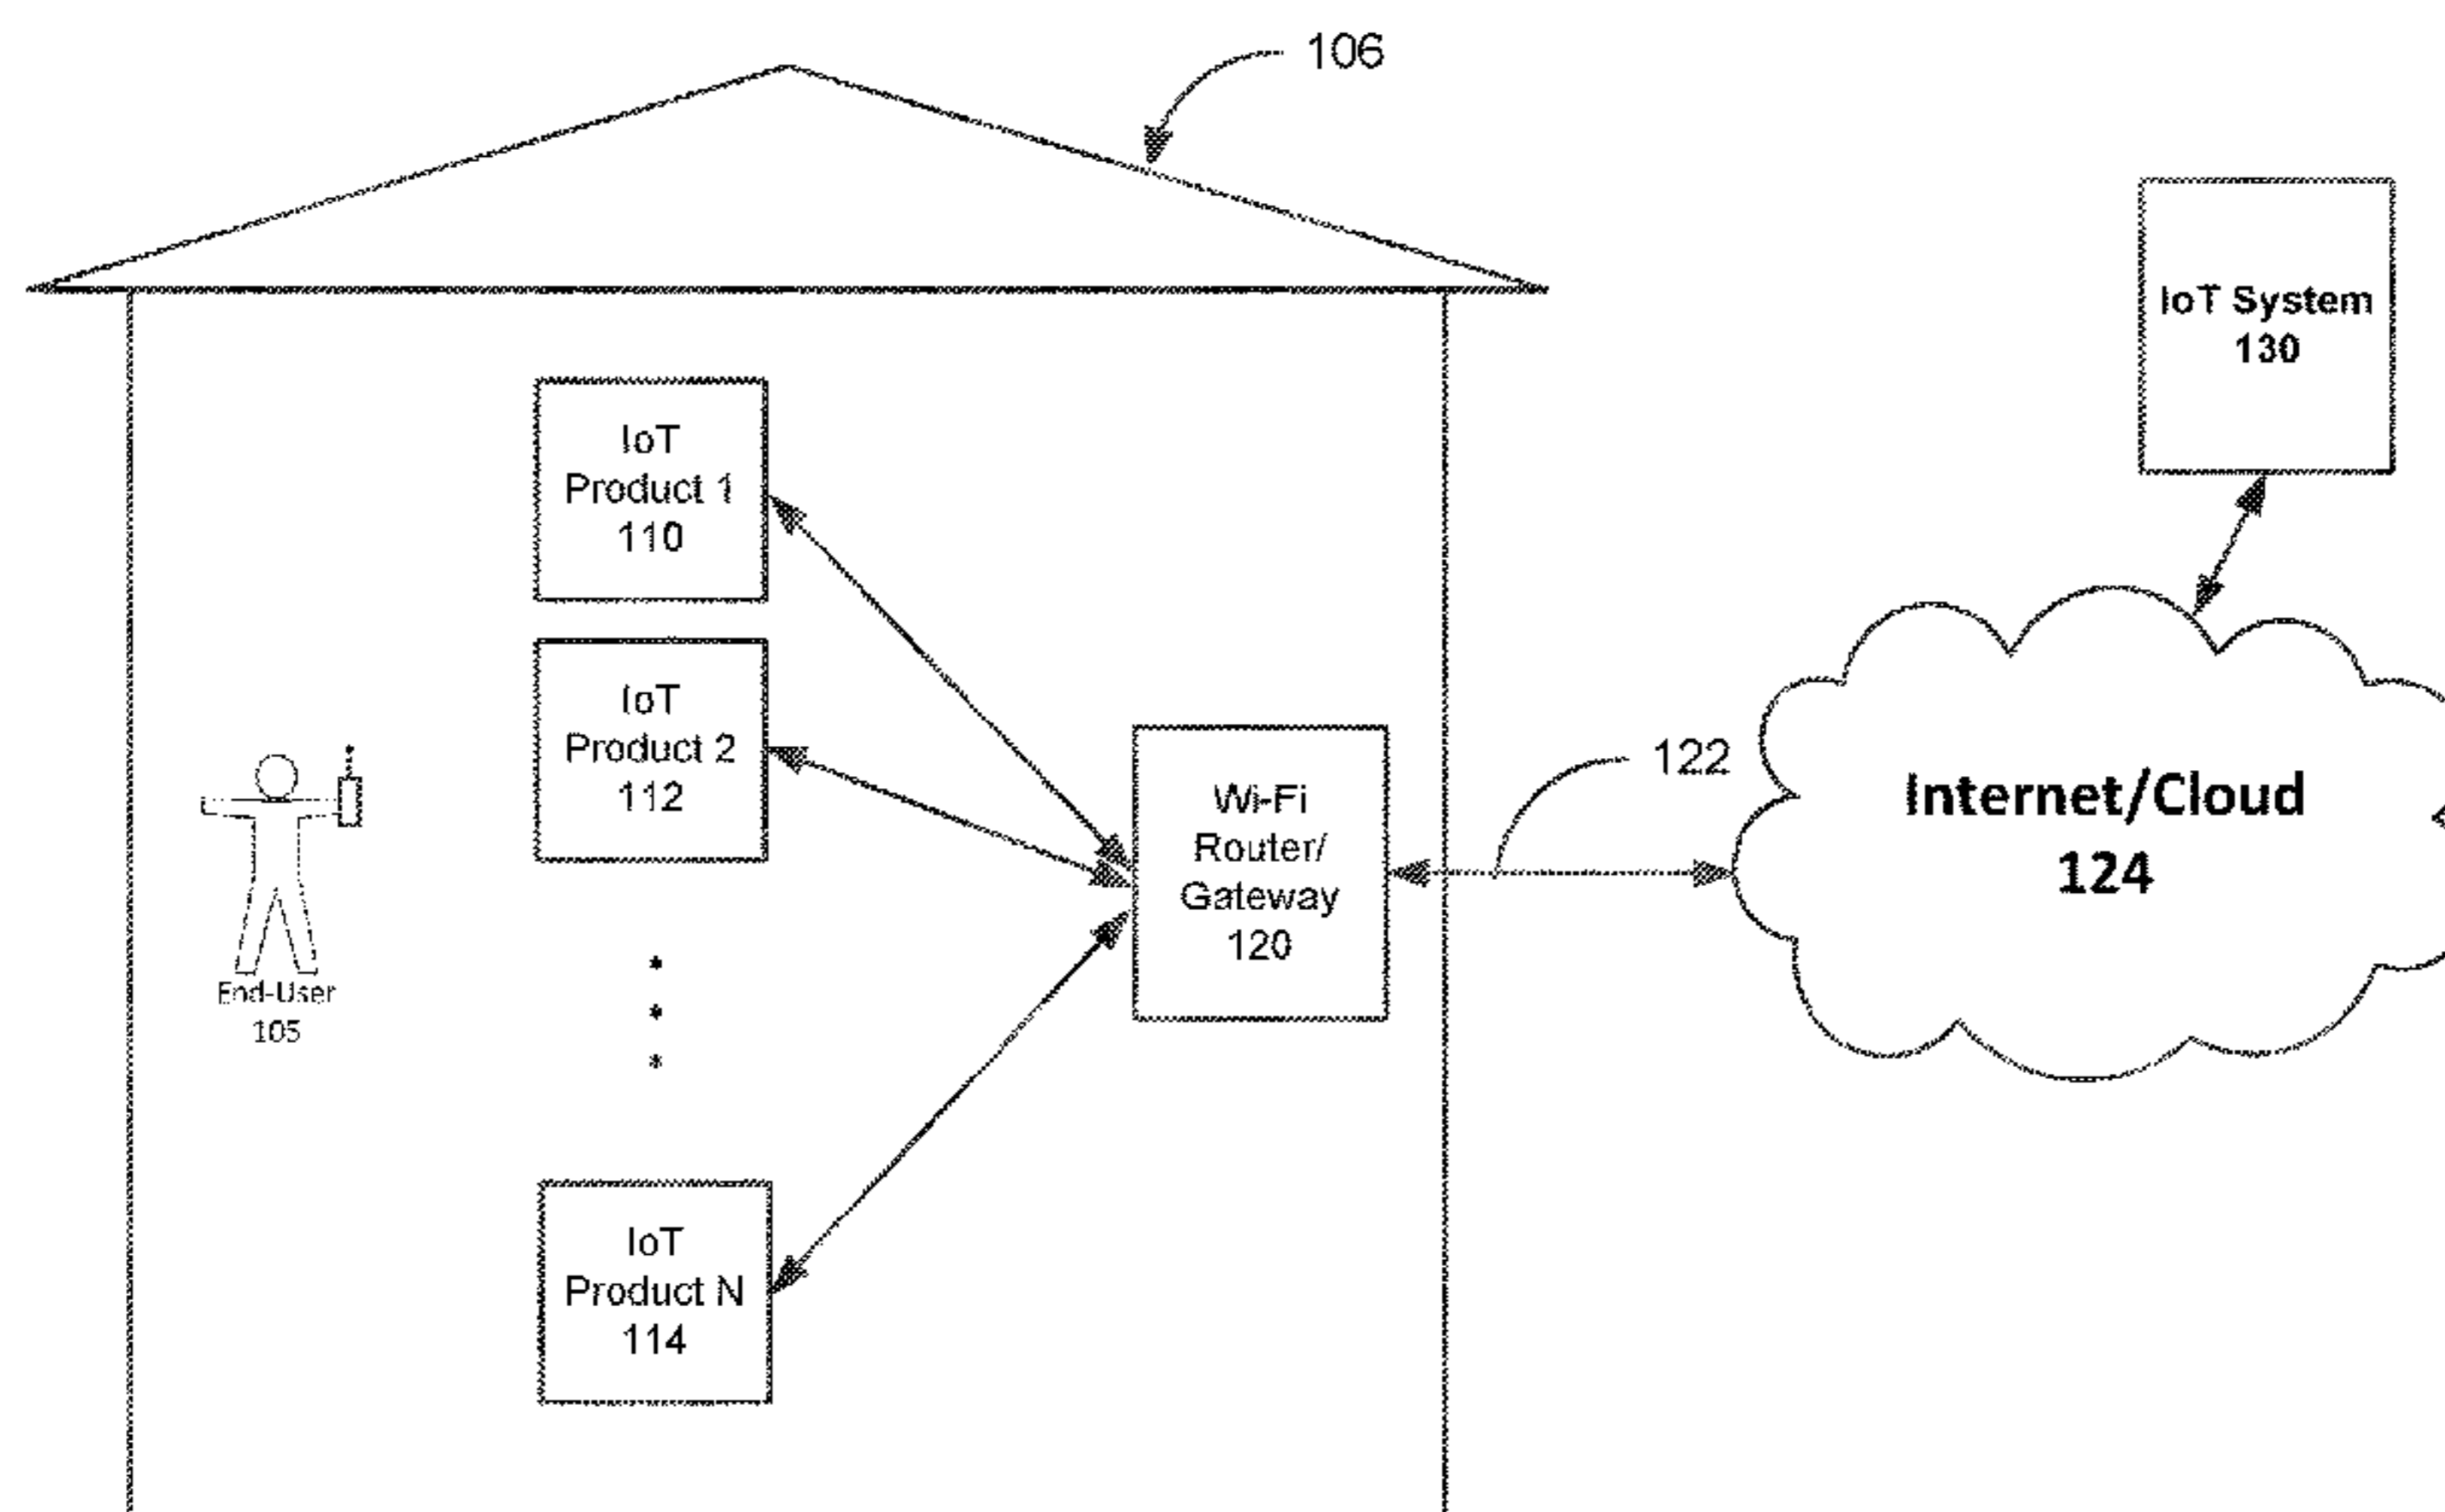 106
IoT System
130
IoT
Product 1
110
IoT
Product 2
112
122
Wi-Fi
Router/
Gateway
120
Internet/Cloud
124
End-User
105
IoT
Product N
114